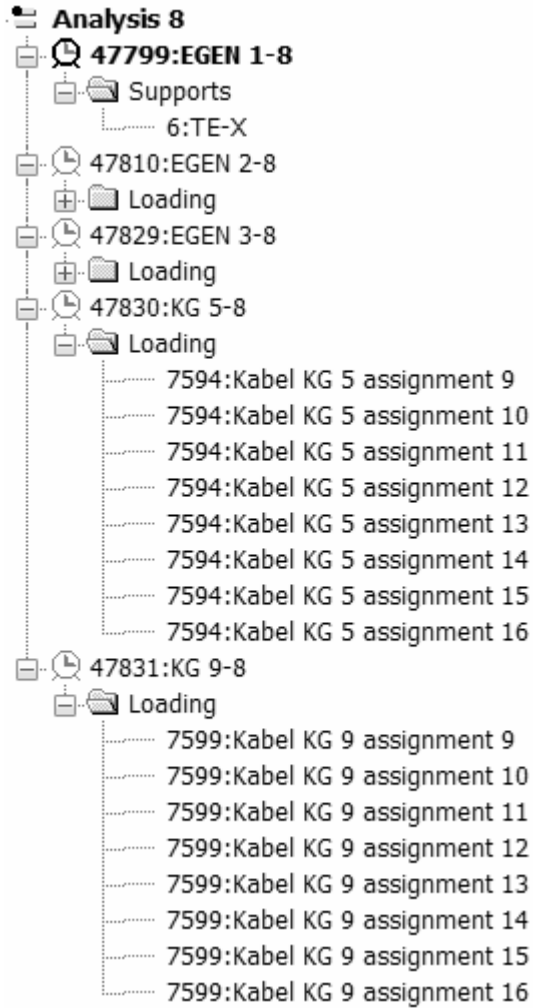 Analysis 8
47799:EGEN 1-8
Supports
6:TE-X
47810:EGEN 2-8
Loading
47829:EGEN 3-8
Loading
47830:KG 5-8
Loading
7594:Kabel KG 5 assignment 9
7594:Kabel KG 5 assignment 10
7594:Kabel KG 5 assignment 11
7594:Kabel KG 5 assignment 12
7594:Kabel KG 5 assignment 13
7594:Kabel KG 5 assignment 14
7594:Kabel KG 5 assignment 15
7594:Kabel KG 5 assignment 16
47831:KG 9-8
Loading
7599:Kabel KG 9 assignment 9
7599:Kabel KG 9 assignment 10
7599:Kabel KG 9 assignment 11
7599:Kabel KG 9 assignment 12
7599:Kabel KG 9 assignment 13
7599:Kabel KG 9 assignment 14
7599:Kabel KG 9 assignment 15
7599:Kabel KG 9 assignment 16